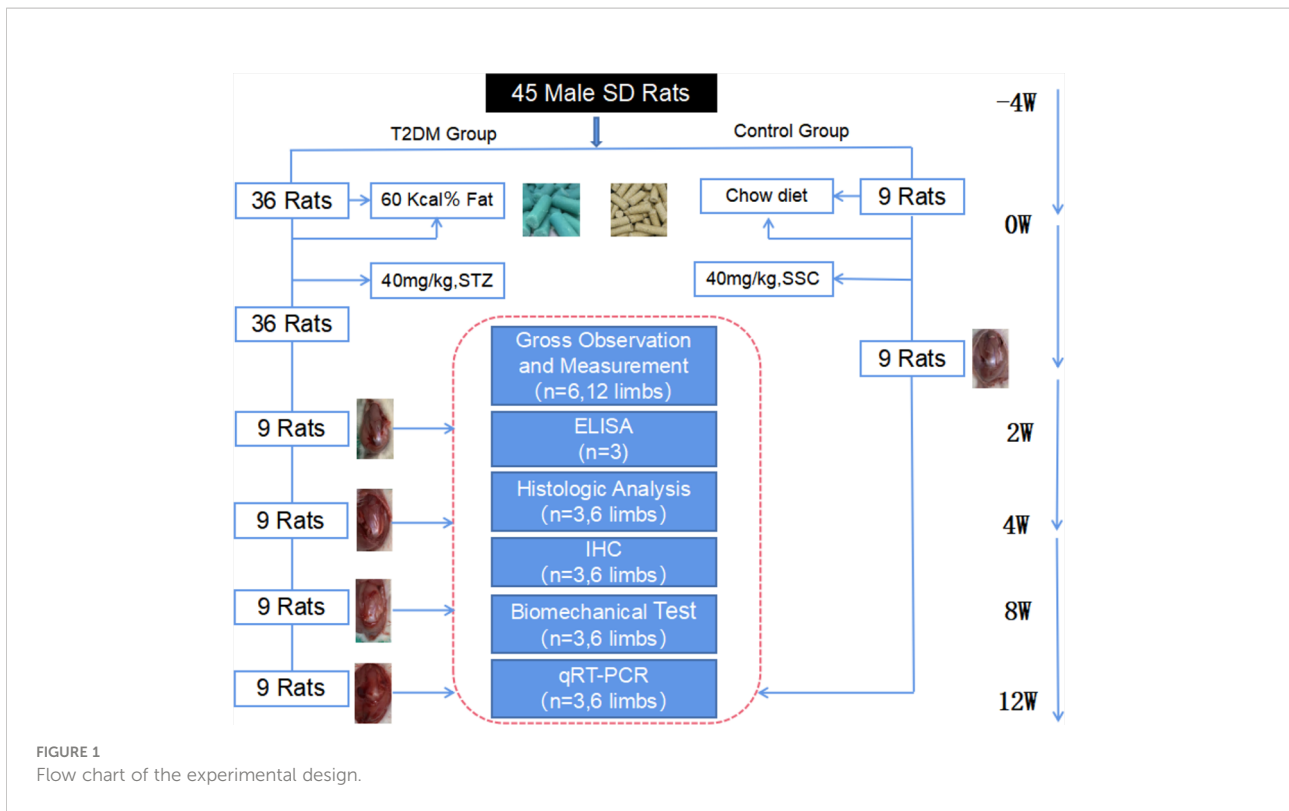 45 Male SD Rats
T2DM Group
Control Group
36 Rats
60 Kcal% Fat
Chow diet
9 Rats
40mg/kg,STZ
40mg/kg,SSC
36 Rats
9 Rats
9 Rats
9 Rats
9 Rats
9 Rats
Gross Observation
and Measurement
(n=6,12 limbs)
ELISA
(n=3)
Histologic Analysis
(n=3,6 limbs)
IHC
(n=3,6 limbs)
Biomechanical Test
(n=3,6 limbs)
qRT-PCR
(n=3,6 limbs)
-4W
0W
2W
4W
8W
12W
FIGURE 1
Flow chart of the experimental design.